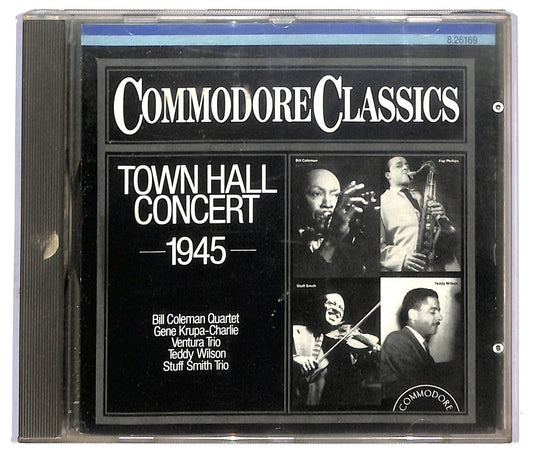 8.26169
COMMODORE CLASSICS
TOWN HALL
CONCERT
—1945—
Bill Coleman Quartet
Gene Krupa-Charlie
Ventura Trio
Teddy Wilson
Stuff Smith Trio
Bill Coleman
Flip Phillips
Stuff Smith
Teddy Wilson
COMMODORE